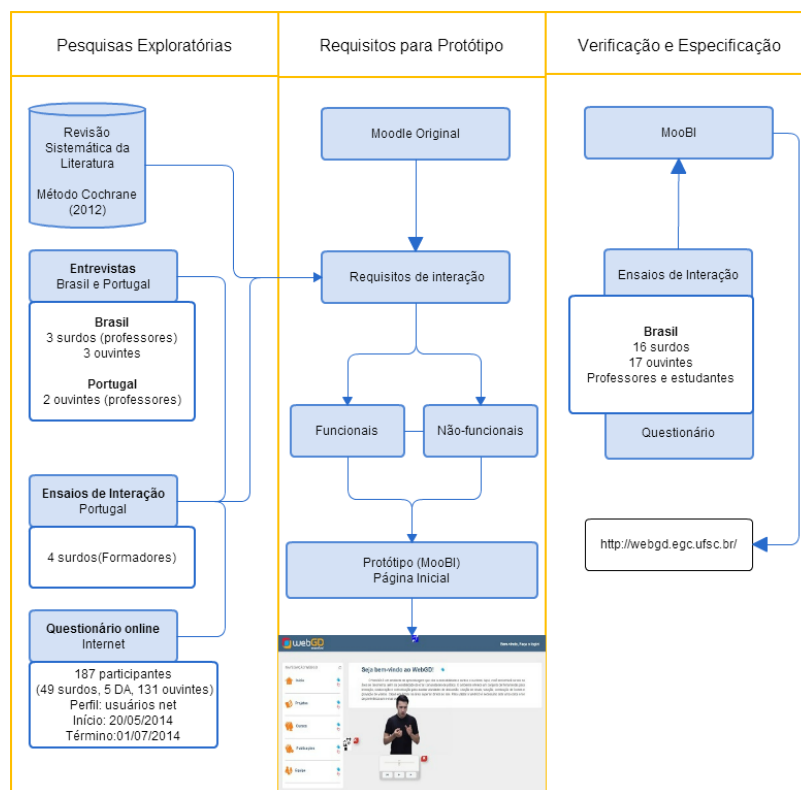 Pesquisas Exploratórias
Requisitos para Protótipo
Verificação e Especificação
Revisão
Sistemática da
Literatura
Método Cochrane
(2012)
Entrevistas
Brasil e Portugal
Brasil
3 surdos (professores)
3 ouvintes
Portugal
2 ouvintes (professores)
Ensaios de Interação
Portugal
4 surdos(Formadores)
Questionário online
Internet
187 participantes
(49 surdos, 5 DA, 131 ouvintes)
Perfil: usuários net
Início: 20/05/2014
Término:01/07/2014
Moodle Original
Requisitos de interação
Funcionais
Não-funcionais
Protótipo (MooBI)
Página Inicial
webGD
Seja bem-vindo ao WebGD!
MooBI
Ensaios de Interação
Brasil
16 surdos
17 ouvintes
Professores e estudantes
Questionário
http://webgd.egc.ufsc.br/